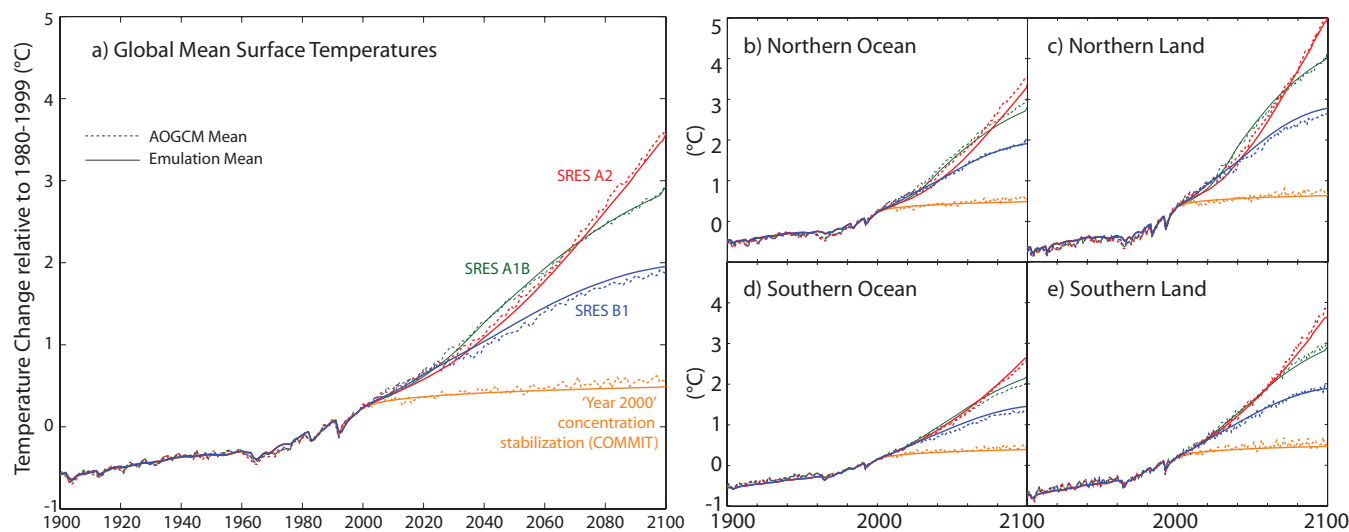 Temperature Change relative to 1980-1999 (°C)
a) Global Mean Surface Temperatures
AOGCM Mean
Emulation Mean
SRES A2
SRES A1B
SRES B1
'Year 2000'
concentration
stabilization (COMMIT)
5
4
3
2
1
0
-1
1900 1920 1940 1960 1980 2000 2020 2040 2060 2080 2100
b) Northern Ocean
c) Northern Land
(°C)
5
4
3
2
1
0
d) Southern Ocean
e) Southern Land
(°C)
4
3
2
1
0
-1
1900 2000 2100 2000 2100